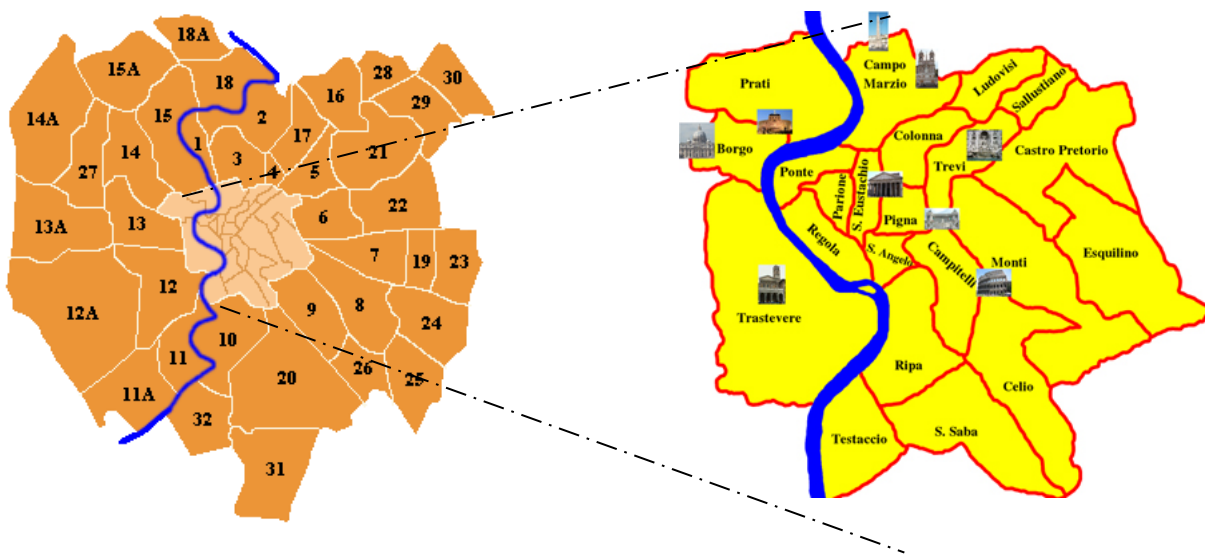 18A
15A
18
28
30
14A
15
2
16
29
27
14
1
3
17
21
4
5
13A
13
6
22
7
19
23
12
12A
9
8
24
10
11
20
26
25
11A
32
31
Prati
Campo
Marzio
Ludovisi
Sallustiano
Borgo
Colonna
Trevi
Castro Pretorio
Ponte
Parione
S. Eustachio
Pigna
Regola
S. Angelo
Campitelli
Monti
Esquilino
Trastevere
Ripa
Celio
Testaccio
S. Saba